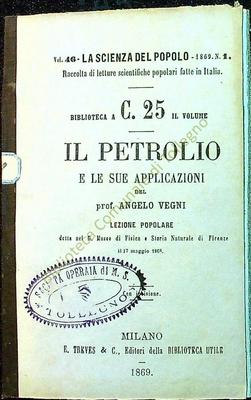 Vol. 46 - LA SCIENZA DEL POPOLO - 1869. N. 1.
Raccolta di letture scientifiche popolari fatte in Italia.
BIBLIOTECA A C. 25 IL VOLUME
IL PETROLIO
E LE SUE APPLICAZIONI
DEL
prof. ANGELO VEGNI
LEZIONE POPOLARE
detta nel R. Museo di Fisica e Storia Naturale di Firenze
il 17 maggio 1868.
SOCIETÀ OPERAIA di M. S.
TOLLEGNO
Con incisione.
MILANO
E. TREVES & C., Editori della BIBLIOTECA UTILE
1869.